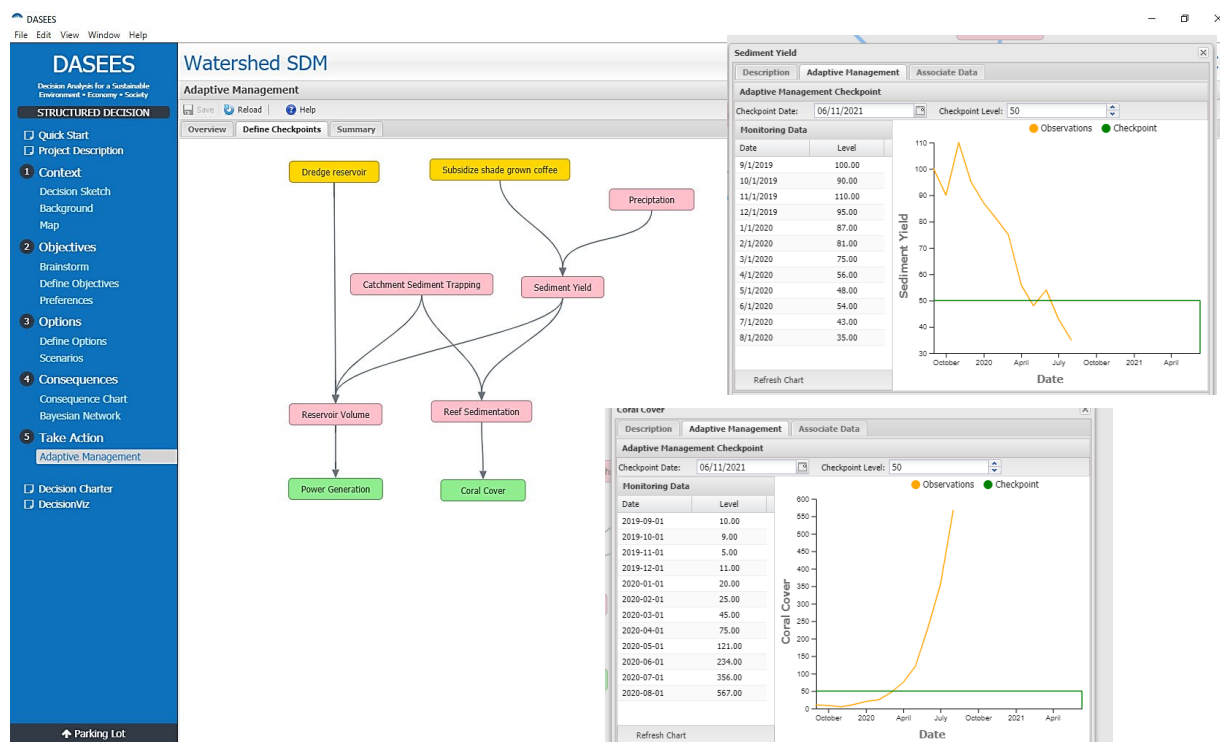 DASEES
File Edit View Window Help
DASEES
Decision Analysis for a Sustainable
Environment • Economy • Society
STRUCTURED DECISION
Quick Start
Project Description
1 Context
Decision Sketch
Background
Map
2 Objectives
Brainstorm
Define Objectives
Preferences
3 Options
Define Options
Scenarios
4 Consequences
Consequence Chart
Bayesian Network
5 Take Action
Adaptive Management
Decision Charter
DecisionViz
Parking Lot
Watershed SDM
Adaptive Management
Save Reload Help
Overview Define Checkpoints Summary
Dredge reservoir
Subsidize shade grown coffee
Preciptation
Catchment Sediment Trapping
Sediment Yield
Reservoir Volume
Reef Sedimentation
Power Generation
Coral Cover
Sediment Yield
Description Adaptive Management Associate Data
Adaptive Management Checkpoint
Checkpoint Date: 06/11/2021 Checkpoint Level: 50
Monitoring Data
Date Level
9/1/2019 100.00
10/1/2019 90.00
11/1/2019 110.00
12/1/2019 95.00
1/1/2020 87.00
2/1/2020 81.00
3/1/2020 75.00
4/1/2020 56.00
5/1/2020 48.00
6/1/2020 54.00
7/1/2020 43.00
8/1/2020 35.00
Refresh Chart
Observations Checkpoint
Sediment Yield
110
100
90
80
70
60
50
40
30
October 2020 April July October 2021 April
Date
Coral Cover
Description Adaptive Management Associate Data
Adaptive Management Checkpoint
Checkpoint Date: 06/11/2021 Checkpoint Level: 50
Monitoring Data
Date Level
2019-09-01 10.00
2019-10-01 9.00
2019-11-01 5.00
2019-12-01 11.00
2020-01-01 20.00
2020-02-01 25.00
2020-03-01 45.00
2020-04-01 75.00
2020-05-01 121.00
2020-06-01 234.00
2020-07-01 356.00
2020-08-01 567.00
Refresh Chart
Observations Checkpoint
Coral Cover
600
550
500
450
400
350
300
250
200
150
100
50
0
October 2020 April July October 2021 April
Date